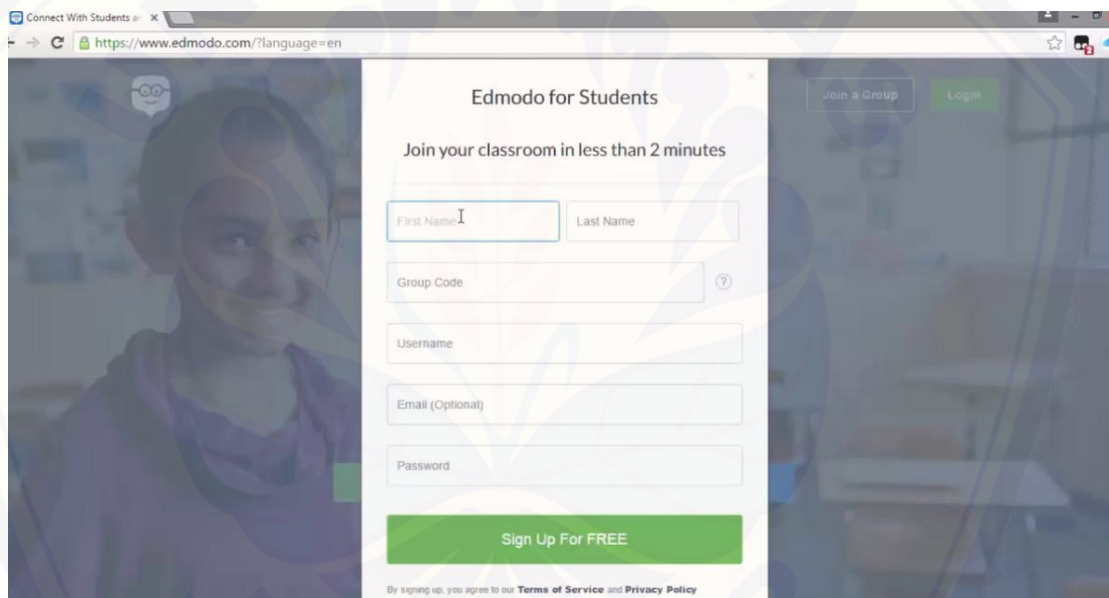 Connect With Students a
https://www.edmodo.com/?language=en
2
Join a Group
Login
Edmodo for Students
Join your classroom in less than 2 minutes
First Name
Last Name
Group Code
?
Username
Email (Optional)
Password
Sign Up For FREE
By signing up, you agree to our Terms of Service and Privacy Policy